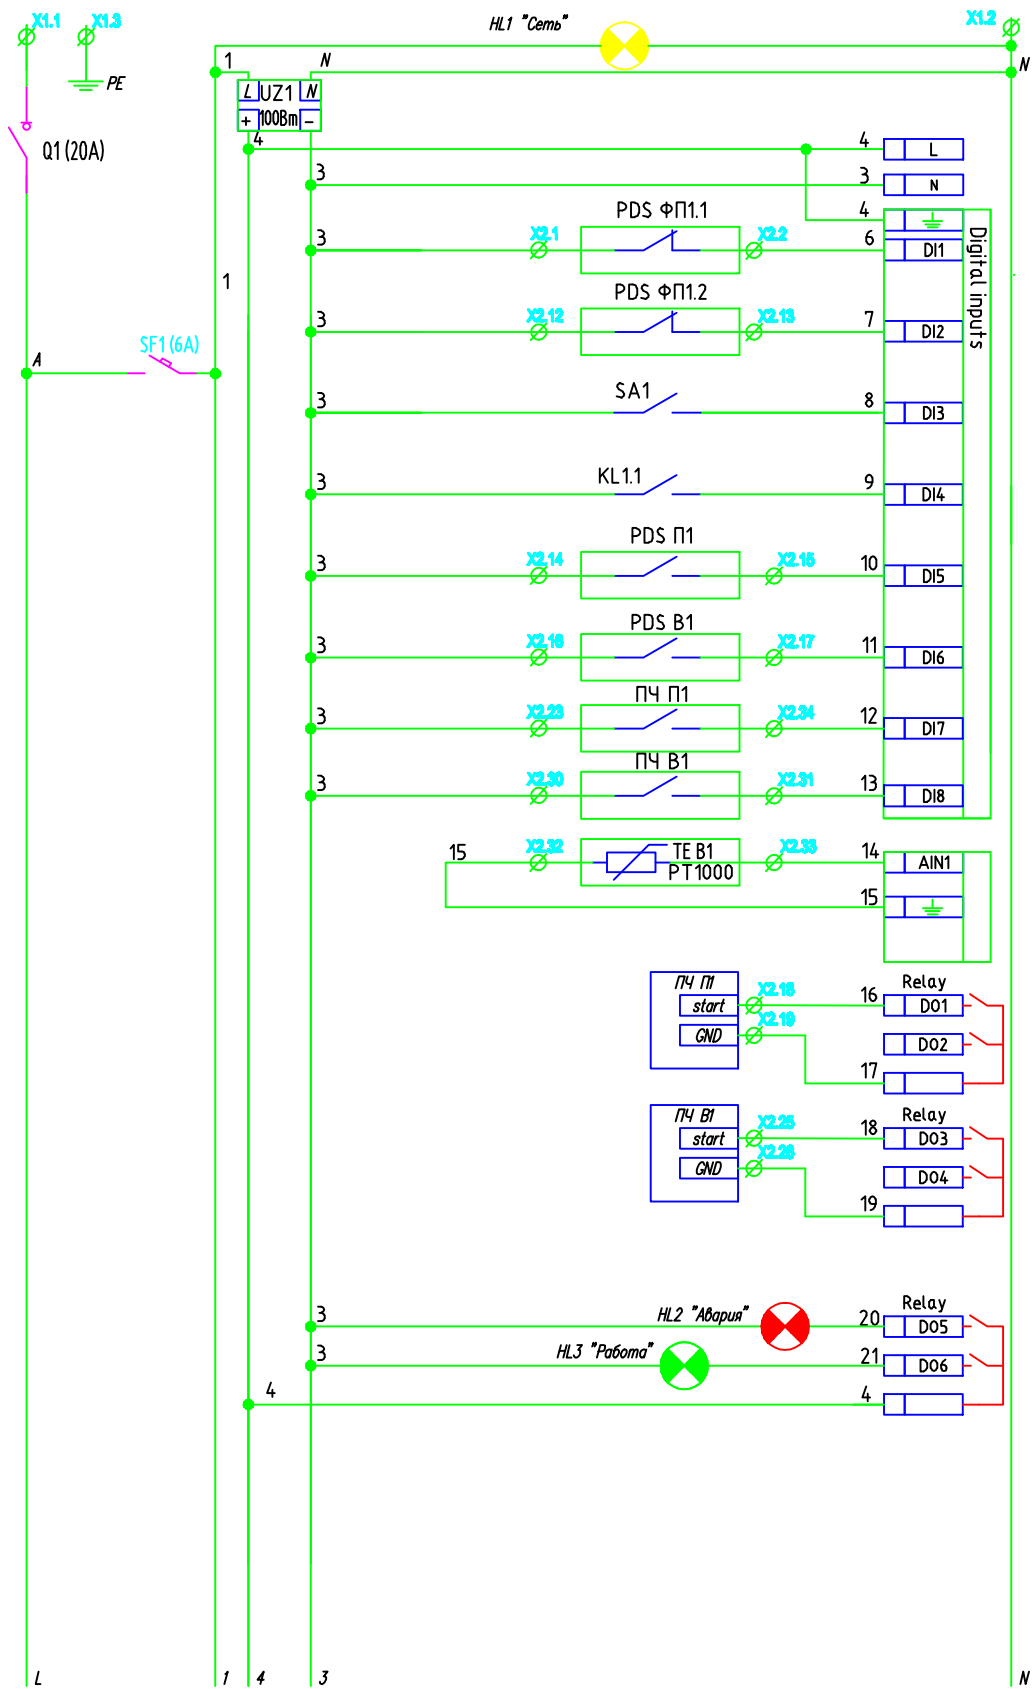 X1.1
X1.3
HL1 "Сеть"
X1.2
1
N
N
PE
L UZ1 N
+ 100Вт -
Q1 (20A)
4
4
L
3
3
N
4
PDS ФП1.1
X2.1
X2.2
3
6
DI1
Digital inputs
1
PDS ФП1.2
X2.12
X2.13
3
7
DI2
SF1 (6A)
A
SA1
3
8
DI3
KL1.1
3
9
DI4
PDS П1
X2.14
X2.15
3
10
DI5
PDS В1
X2.16
X2.17
3
11
DI6
ПЧ П1
X2.23
X2.34
3
12
DI7
ПЧ В1
X2.30
X2.31
3
13
DI8
15
X2.32
TE B1
PT1000
X2.33
14
AIN1
15
ПЧ П1
start
GND
X2.18
X2.19
16
Relay
DO1
DO2
17
ПЧ В1
start
GND
X2.25
X2.26
18
Relay
DO3
DO4
19
3
HL2 "Авария"
20
Relay
DO5
3
HL3 "Работа"
21
DO6
4
4
L
1
4
3
N